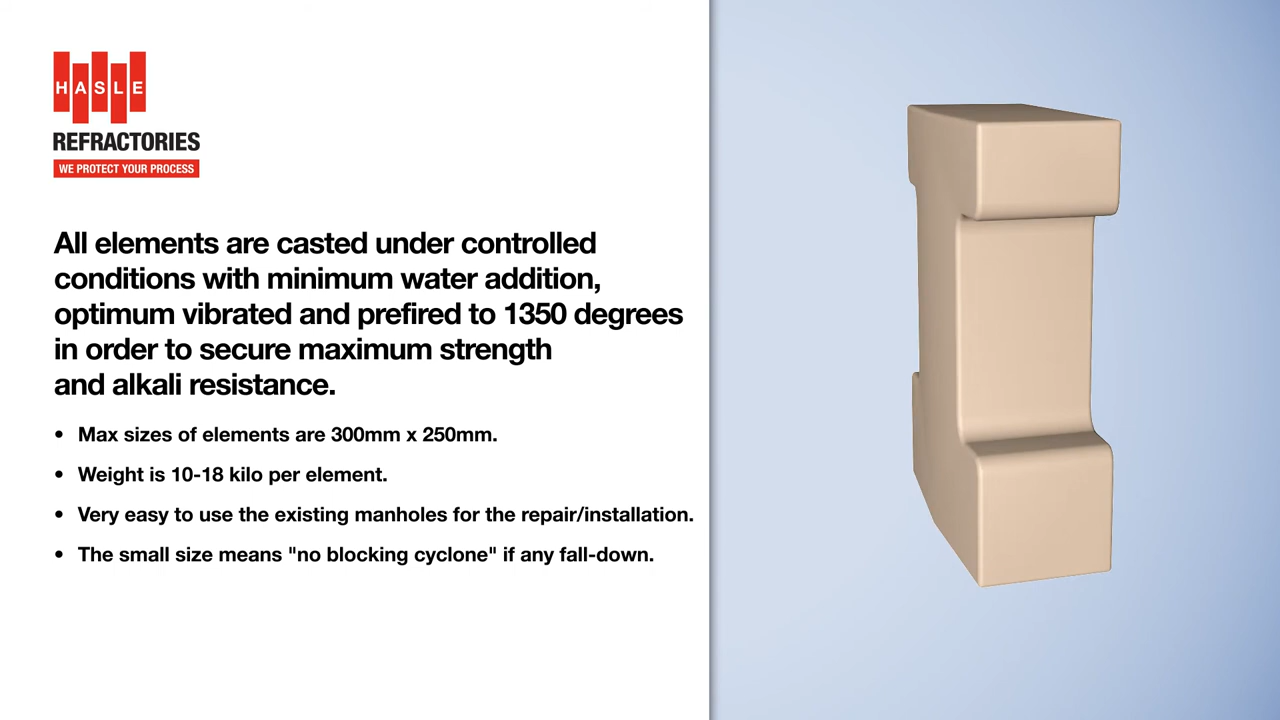 HASLE
REFRACTORIES
WE PROTECT YOUR PROCESS
All elements are casted under controlled
conditions with minimum water addition,
optimum vibrated and prefired to 1350 degrees
in order to secure maximum strength
and alkali resistance.
• Max sizes of elements are 300mm x 250mm.
• Weight is 10-18 kilo per element.
• Very easy to use the existing manholes for the repair/installation.
• The small size means "no blocking cyclone" if any fall-down.